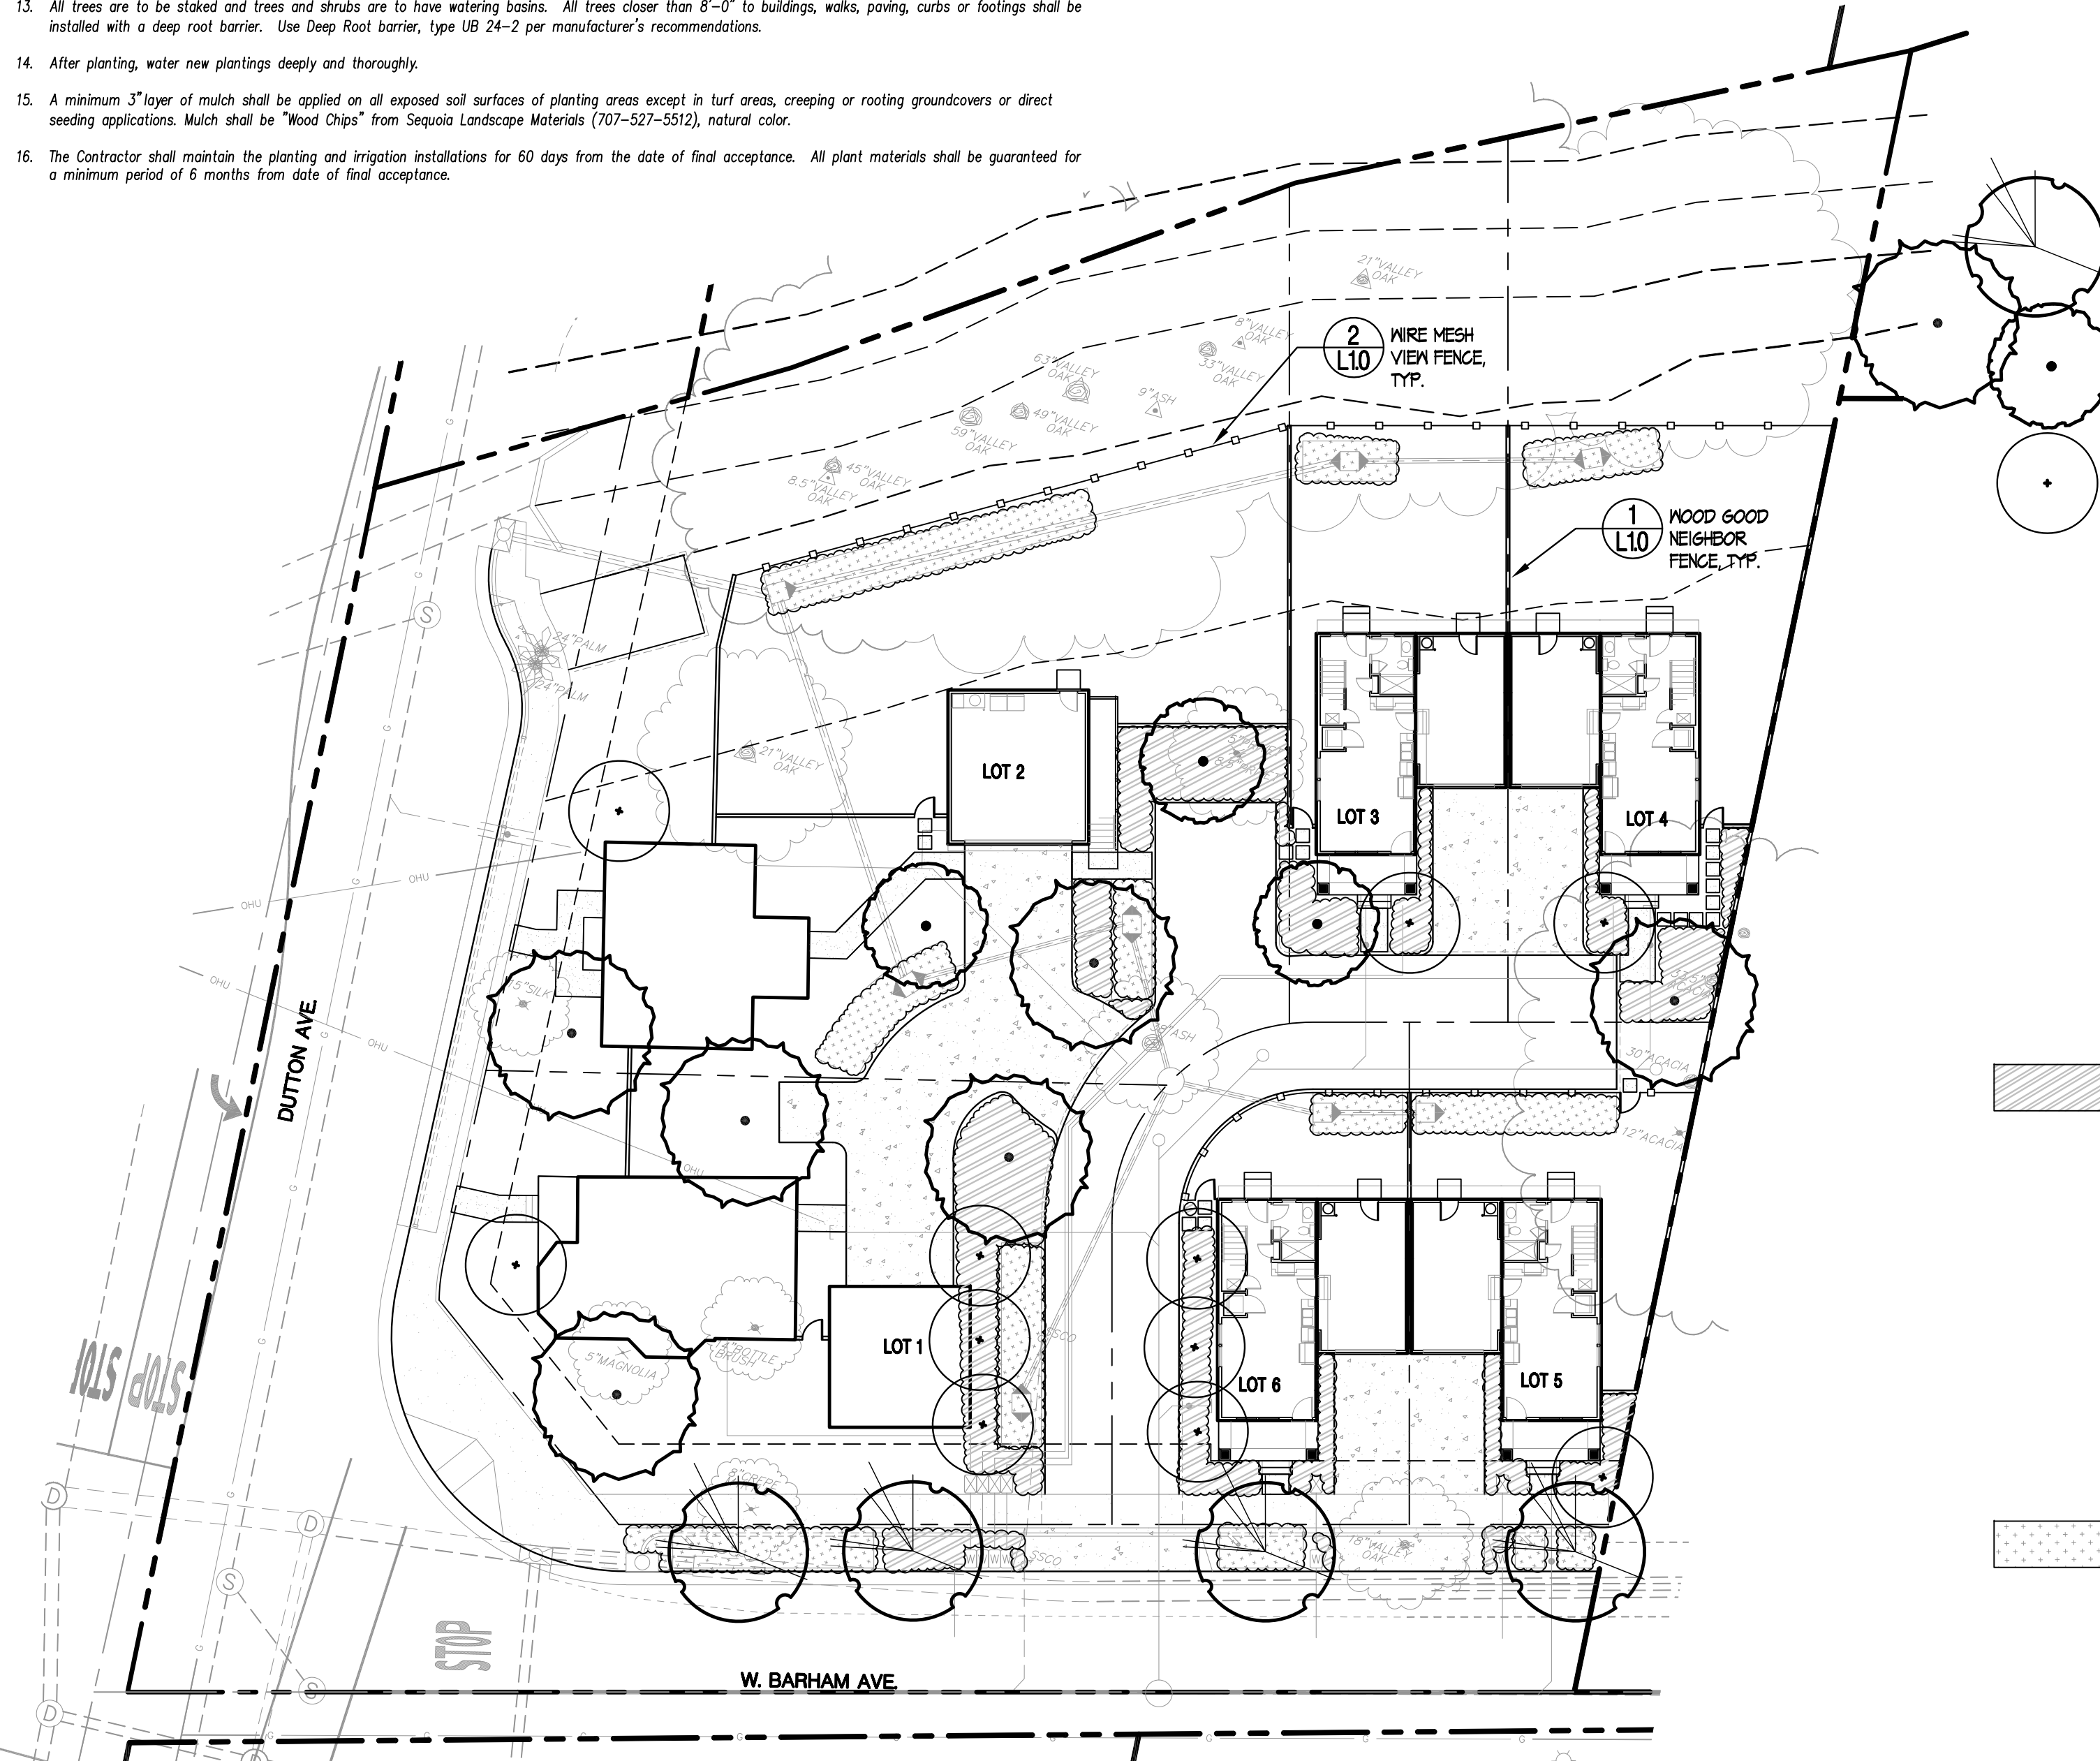 13. All trees are to be staked and trees and shrubs are to have watering basins. All trees closer than 8'-0" to buildings, walks, paving, curbs or footings shall be
installed with a deep root barrier. Use Deep Root barrier, type UB 24-2 per manufacturer's recommendations.
14. After planting, water new plantings deeply and thoroughly.
15. A minimum 3" layer of mulch shall be applied on all exposed soil surfaces of planting areas except in turf areas, creeping or rooting groundcovers or direct
seeding applications. Mulch shall be "Wood Chips" from Sequoia Landscape Materials (707-527-5512), natural color.
16. The Contractor shall maintain the planting and irrigation installations for 60 days from the date of final acceptance. All plant materials shall be guaranteed for
a minimum period of 6 months from date of final acceptance.
21"VALLEY
OAK
8"VALLEY
OAK
33"VALLEY
OAK
2
L1.0
WIRE MESH
VIEW FENCE,
TYP.
63"VALLEY
OAK
9"ASH
49"VALLEY
OAK
59"VALLEY
OAK
45"VALLEY
OAK
8.5"VALLEY
OAK
1
L1.0
WOOD GOOD
NEIGHBOR
FENCE, TYP.
S
24"PALM
24"PALM
21"VALLEY
OAK
LOT 2
LOT 3
LOT 4
OHU
OHU
OHU
OHU
15"SILK
ACACIA
ASH
30"ACACIA
12"ACACIA
DUTTON AVE.
OHU
LOT 1
LOT 6
LOT 5
5"MAGNOLIA
BOTTLE
BRUSH
SSCO
STOP
STOP
18"VALLEY
OAK
SSCO
W W W
D
D
S
STOP
W. BARHAM AVE.
S
D
D
G
G
G
G
G
G
G